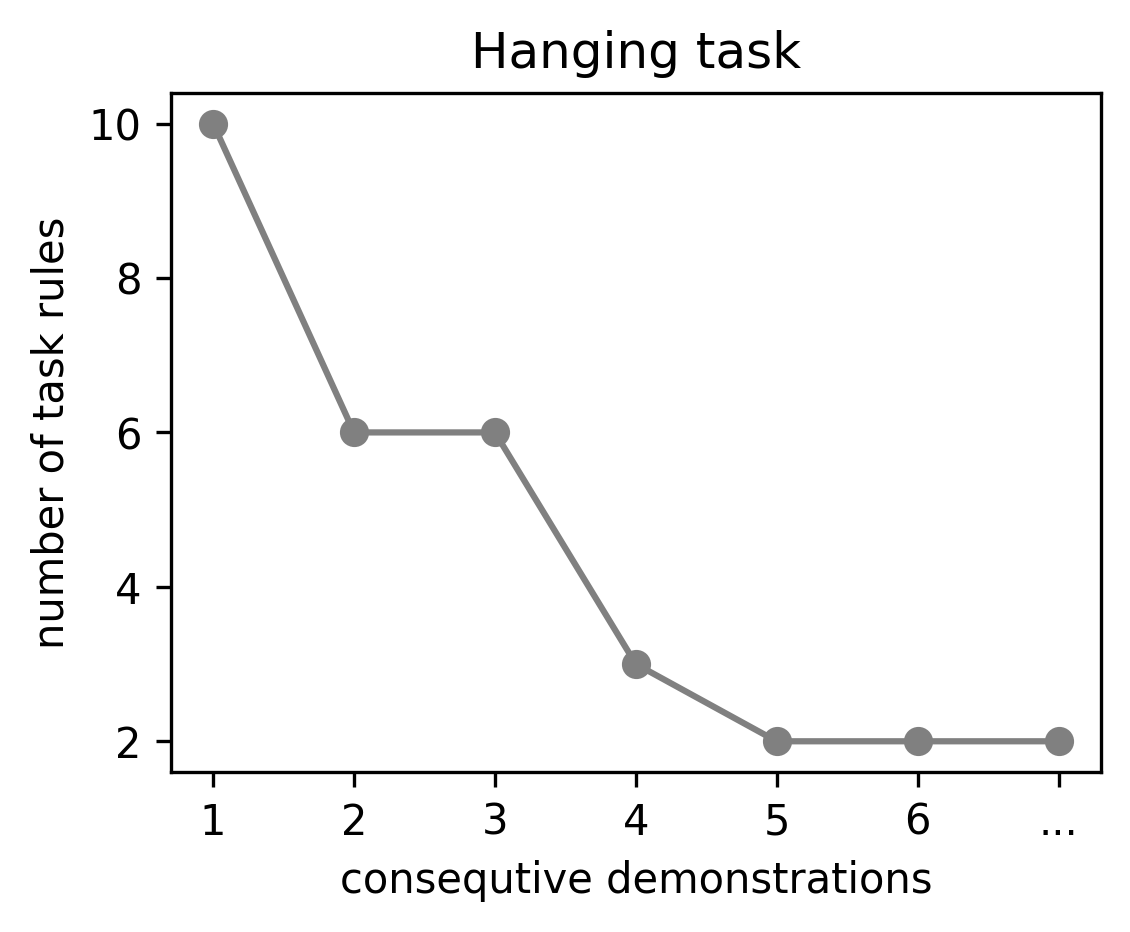 Hanging task
number of task rules
10
8
6
4
2
1 2 3 4 5 6 ...
consequtive demonstrations